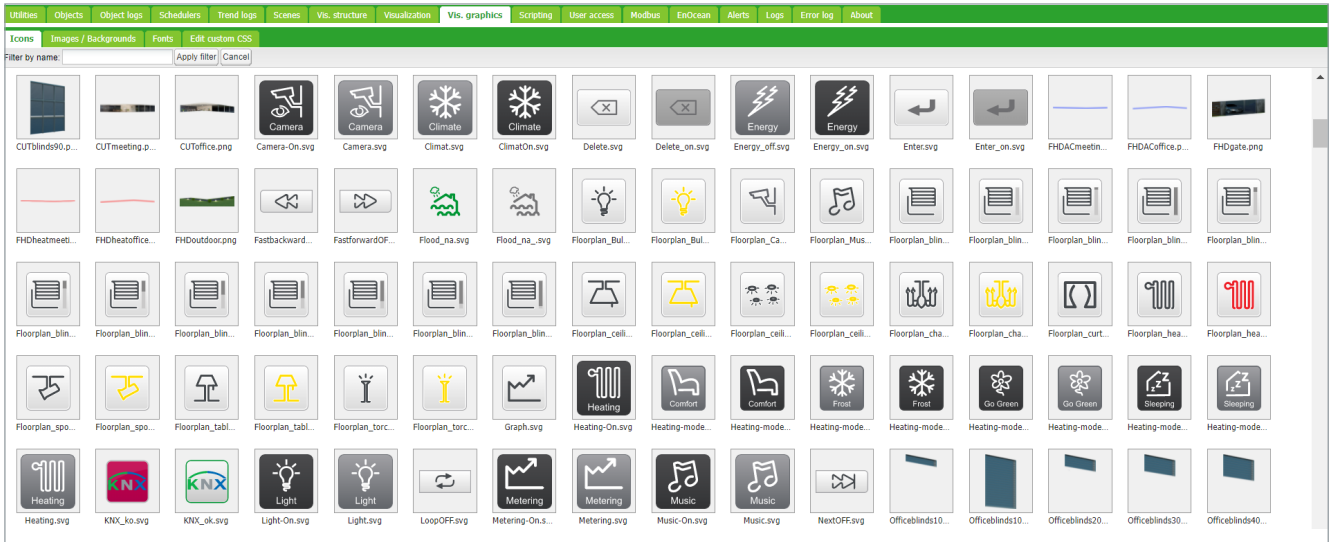 Utilities Objects Object logs Schedulers Trend logs Scenes Vis. structure Visualization Vis. graphics Scripting User access Modbus EnOcean Alerts Logs Error log About
Icons Images / Backgrounds Fonts Edit custom CSS
Filter by name: Apply filter Cancel
Camera Camera Climate Climate Energy Energy
CUTblinds90.p... CUTmeeting.p... CUToffice.png Camera-On.svg Camera.svg Climat.svg ClimatOn.svg Delete.svg Delete_on.svg Energy_off.svg Energy_on.svg Enter.svg Enter_on.svg FHDACmeetin... FHDACoffice.p... FHDgate.png
FHDheatmeeti... FHDheatoffice... FHDoutdoor.png Fastbackward... FastforwardOF... Flood_na.svg Flood_na_.svg Floorplan_Bul... Floorplan_Bul... Floorplan_Ca... Floorplan_Mus... Floorplan_blin... Floorplan_blin... Floorplan_blin... Floorplan_blin... Floorplan_blin...
Floorplan_blin... Floorplan_blin... Floorplan_blin... Floorplan_blin... Floorplan_blin... Floorplan_blin... Floorplan_blin... Floorplan_ceili... Floorplan_ceili... Floorplan_ceili... Floorplan_ceili... Floorplan_cha... Floorplan_cha... Floorplan_curt... Floorplan_hea... Floorplan_hea...
Heating Comfort Comfort Frost Frost Go Green Go Green zzZ Sleeping zzZ Sleeping
Floorplan_spo... Floorplan_spo... Floorplan_tabl... Floorplan_tabl... Floorplan_torc... Floorplan_torc... Graph.svg Heating-On.svg Heating-mode... Heating-mode... Heating-mode... Heating-mode... Heating-mode... Heating-mode... Heating-mode... Heating-mode...
Heating KNX KNX Light Light Metering Metering Music Music
Heating.svg KNX_ko.svg KNX_ok.svg Light-On.svg Light.svg LoopOFF.svg Metering-On.s... Metering.svg Music-On.svg Music.svg NextOFF.svg Officeblinds10... Officeblinds10... Officeblinds20... Officeblinds30... Officeblinds40...